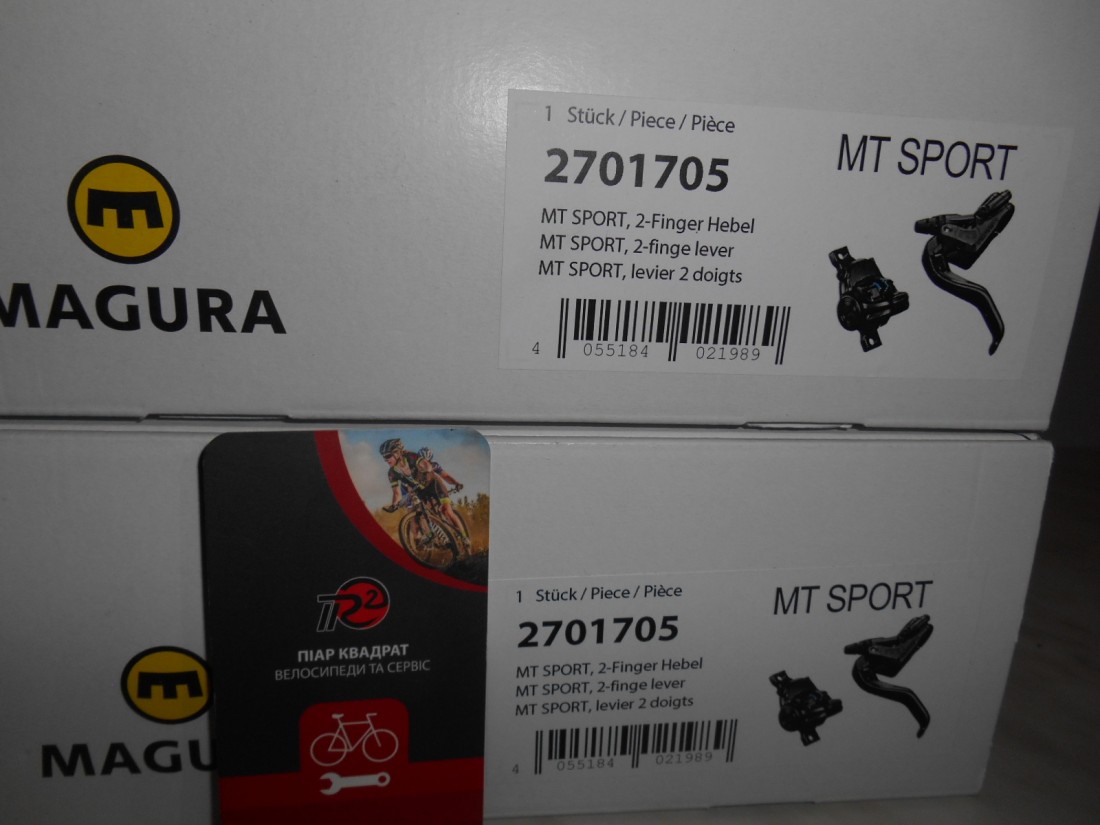 MAGURA
1 Stück / Piece / Pièce
2701705
MT SPORT
MT SPORT, 2-Finger Hebel
MT SPORT, 2-finge lever
MT SPORT, levier 2 doigts
4 055184 021989
ПІАР КВАДРАТ
ВЕЛОСИПЕДИ ТА СЕРВІС
MAGU
1 Stück / Piece / Pièce
2701705
MT SPORT
MT SPORT, 2-Finger Hebel
MT SPORT, 2-finge lever
MT SPORT, levier 2 doigts
4 055184 021989